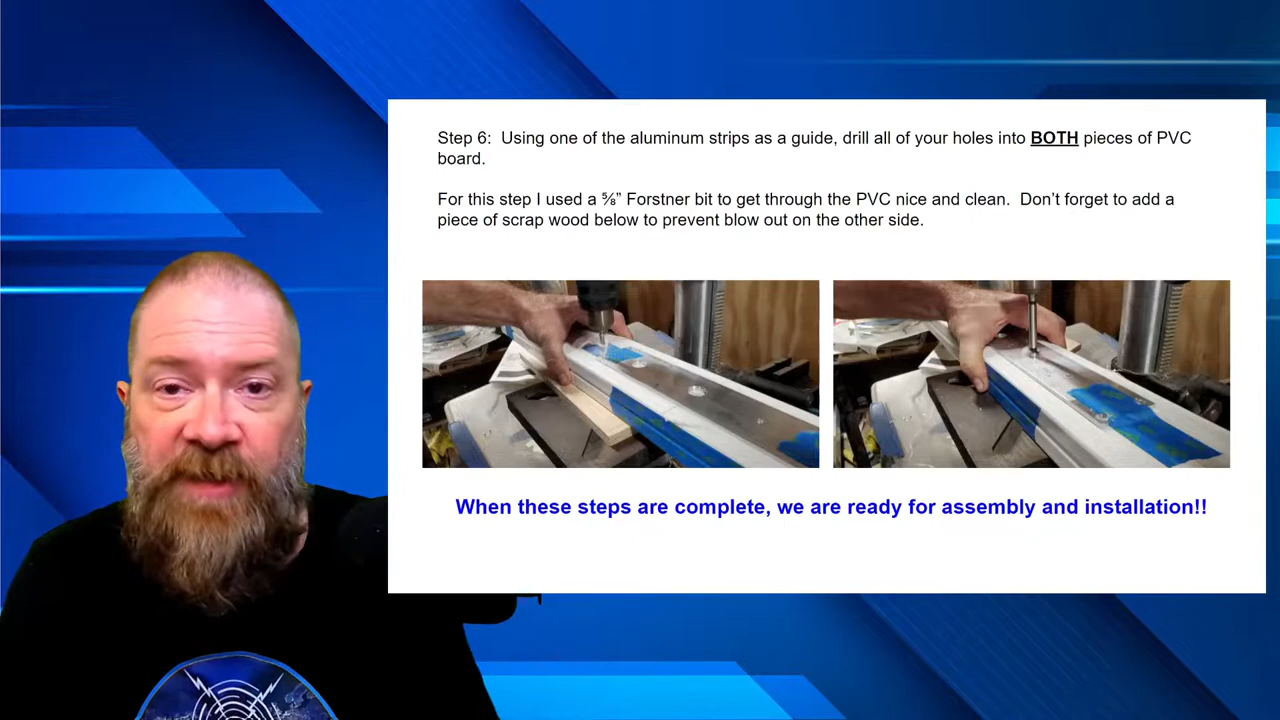 Step 6:  Using one of the aluminum strips as a guide, drill all of your holes into BOTH pieces of PVC
board.
For this step I used a ⅝” Forstner bit to get through the PVC nice and clean.  Don’t forget to add a
piece of scrap wood below to prevent blow out on the other side.
When these steps are complete, we are ready for assembly and installation!!